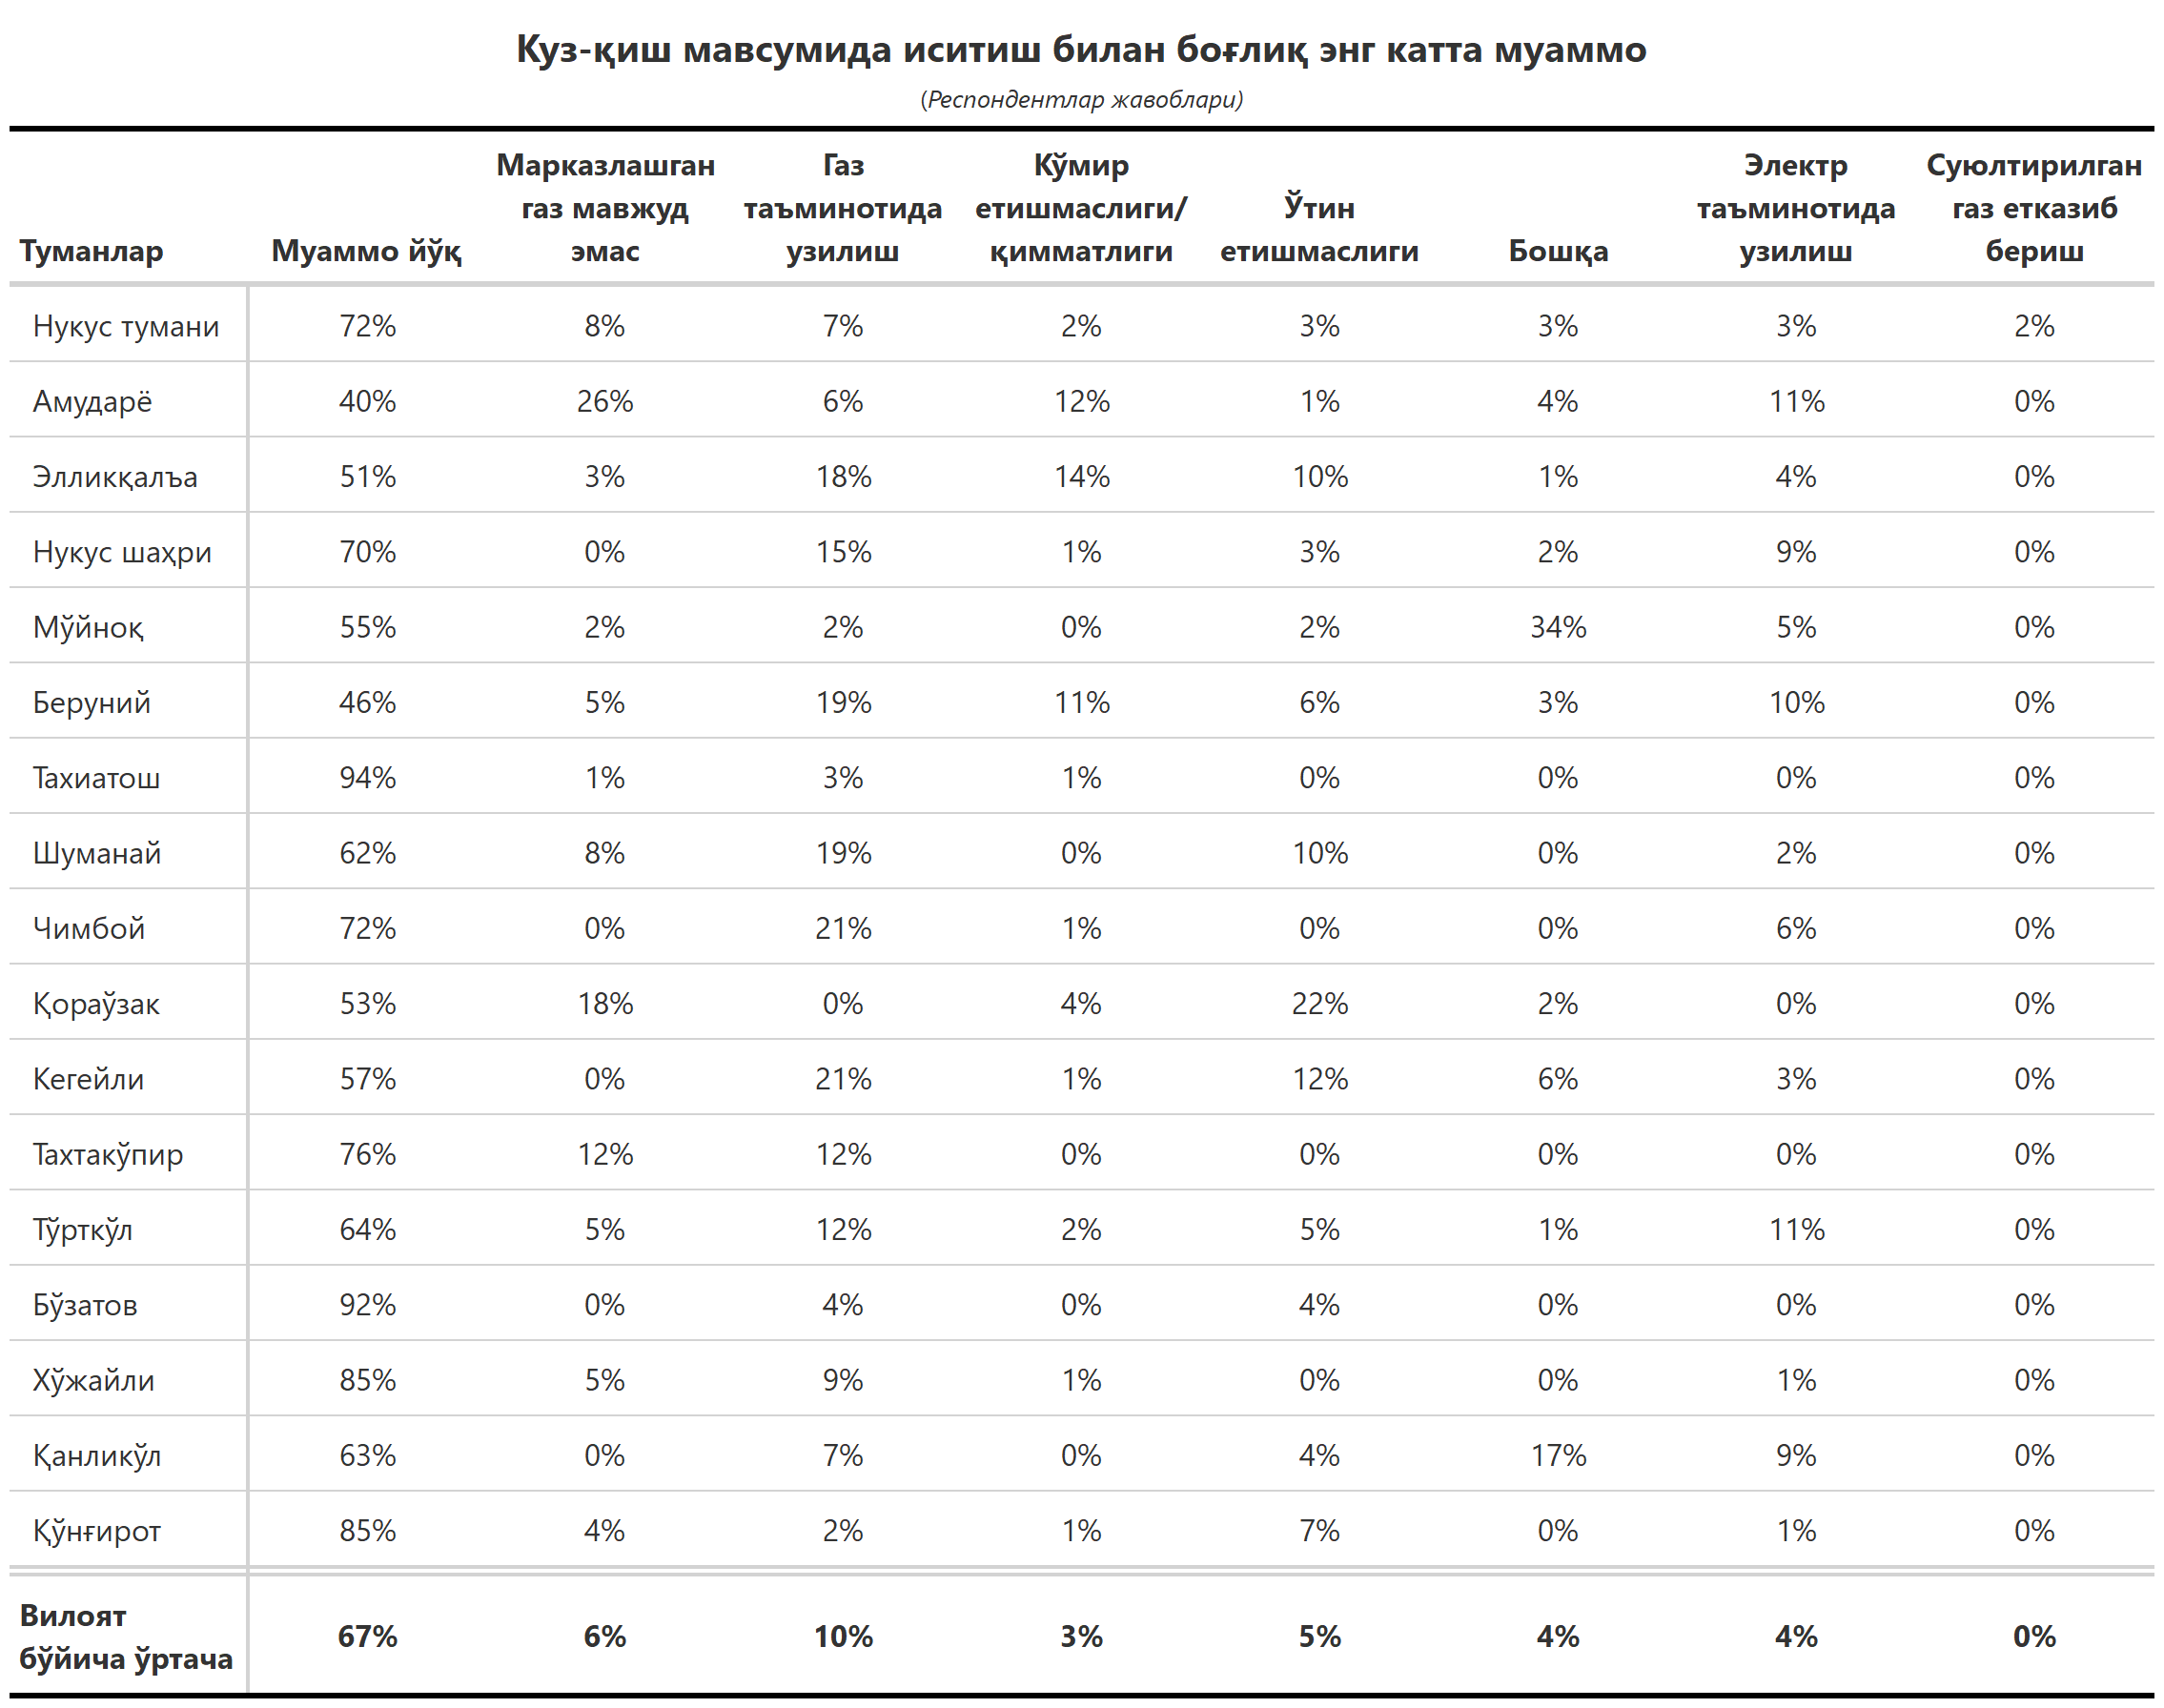 Куз-қиш мавсумида иситиш билан боғлиқ энг катта муаммо
(Респондентлар жавоблари)
Туманлар Муаммо йўқ Марказлашган газ мавжуд эмас Газ таъминотида узилиш Кўмир етишмаслиги/ қимматлиги Ўтин етишмаслиги Бошқа Электр таъминотида узилиш Суюлтирилган газ етказиб бериш
Нукус тумани 72% 8% 7% 2% 3% 3% 3% 2%
Амударё 40% 26% 6% 12% 1% 4% 11% 0%
Элликқалъа 51% 3% 18% 14% 10% 1% 4% 0%
Нукус шаҳри 70% 0% 15% 1% 3% 2% 9% 0%
Мўйноқ 55% 2% 2% 0% 2% 34% 5% 0%
Беруний 46% 5% 19% 11% 6% 3% 10% 0%
Тахиатош 94% 1% 3% 1% 0% 0% 0% 0%
Шуманай 62% 8% 19% 0% 10% 0% 2% 0%
Чимбой 72% 0% 21% 1% 0% 0% 6% 0%
Қораўзак 53% 18% 0% 4% 22% 2% 0% 0%
Кегейли 57% 0% 21% 1% 12% 6% 3% 0%
Тахтакўпир 76% 12% 12% 0% 0% 0% 0% 0%
Тўрткўл 64% 5% 12% 2% 5% 1% 11% 0%
Бўзатов 92% 0% 4% 0% 4% 0% 0% 0%
Хўжайли 85% 5% 9% 1% 0% 0% 1% 0%
Қанликўл 63% 0% 7% 0% 4% 17% 9% 0%
Қўнғирот 85% 4% 2% 1% 7% 0% 1% 0%
Вилоят бўйича ўртача 67% 6% 10% 3% 5% 4% 4% 0%